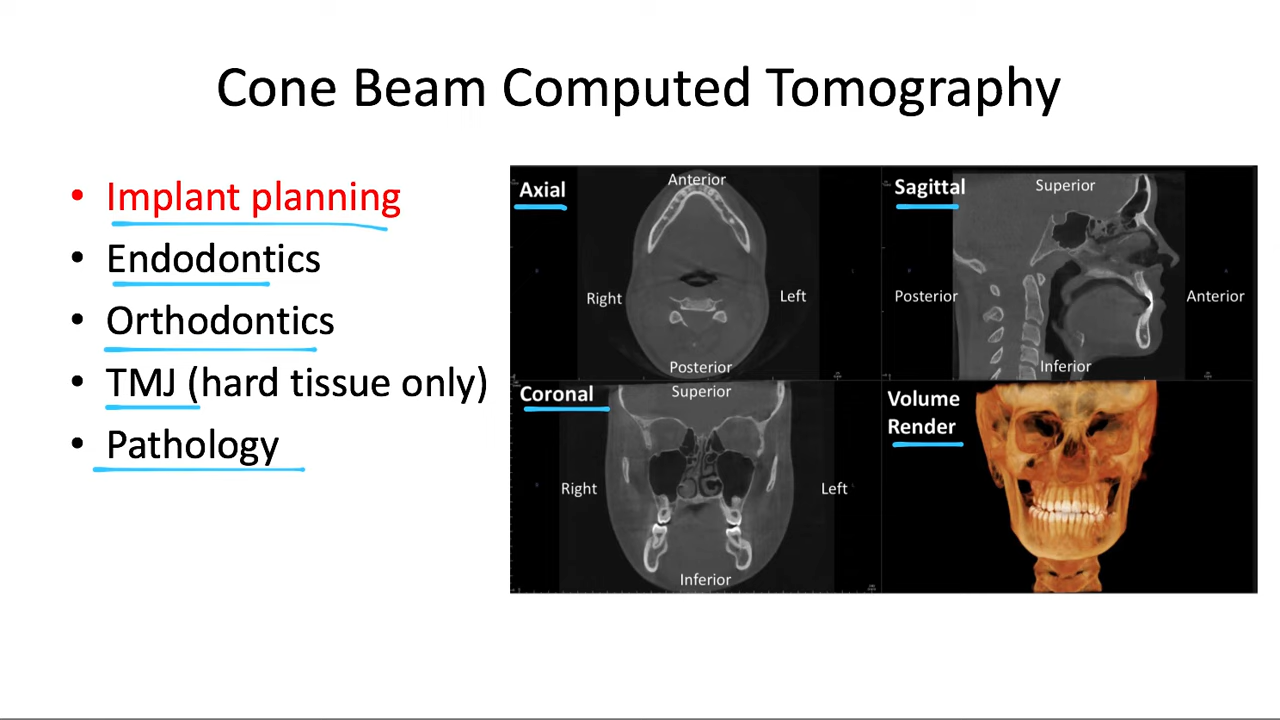 Cone Beam Computed Tomography
• Implant planning
• Endodontics
• Orthodontics
• TMJ (hard tissue only)
• Pathology
Axial
Anterior
Right
Left
Posterior
Sagittal
Superior
Posterior
Anterior
Inferior
Coronal
Superior
Right
Left
Inferior
Volume
Render